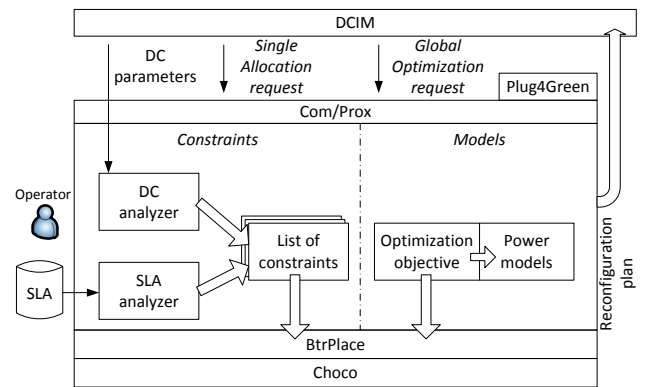 DCIM
DC
parameters
Single
Allocation
request
Global
Optimization
request
Plug4Green
Com/Prox
Constraints
Models
Operator
DC
analyzer
List of
constraints
Optimization
objective
Power
models
SLA
SLA
analyzer
Reconfiguration
plan
BtrPlace
Choco